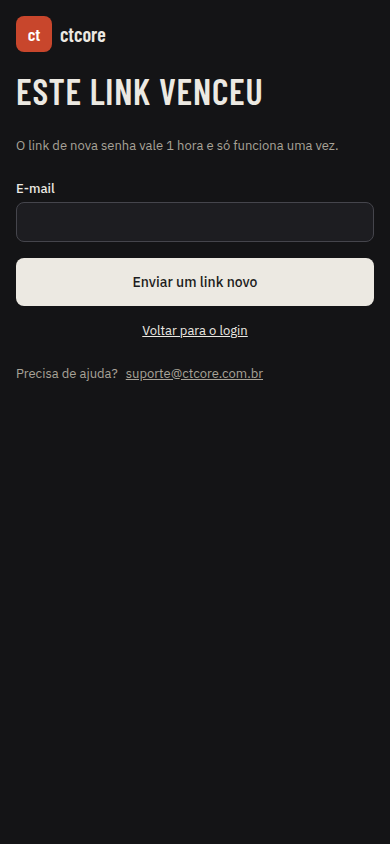 ct ctcore
ESTE LINK VENCEU
O link de nova senha vale 1 hora e só funciona uma vez.
E-mail
Enviar um link novo
Voltar para o login
Precisa de ajuda? suporte@ctcore.com.br